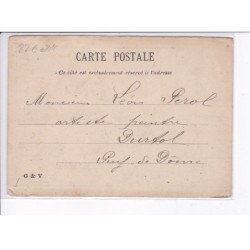 CARTE POSTALE
Ce côté est exclusivement réservé à l'adresse
Monsieur Léon Perol
artiste peintre
Durtol
Puy de Dôme
G & V